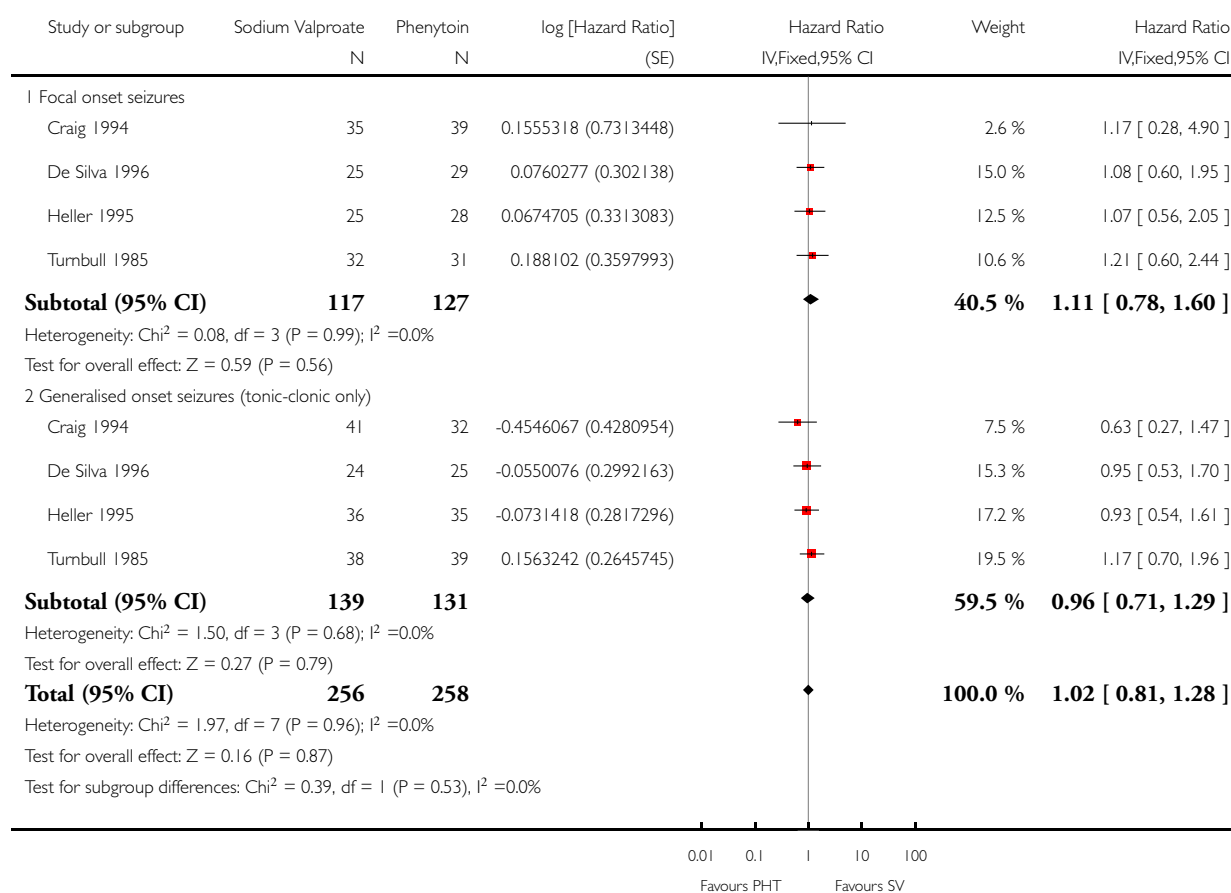 Study or subgroup Sodium Valproate Phenytoin log [Hazard Ratio] Hazard Ratio Weight Hazard Ratio
N N (SE) IV,Fixed,95% CI IV,Fixed,95% CI
1 Focal onset seizures
Craig 1994 35 39 0.1555318 (0.7313448) 2.6 % 1.17 [ 0.28, 4.90 ]
De Silva 1996 25 29 0.0760277 (0.302138) 15.0 % 1.08 [ 0.60, 1.95 ]
Heller 1995 25 28 0.0674705 (0.3313083) 12.5 % 1.07 [ 0.56, 2.05 ]
Turnbull 1985 32 31 0.188102 (0.3597993) 10.6 % 1.21 [ 0.60, 2.44 ]
Subtotal (95% CI) 117 127 40.5 % 1.11 [ 0.78, 1.60 ]
Heterogeneity: Chi² = 0.08, df = 3 (P = 0.99); I² =0.0%
Test for overall effect: Z = 0.59 (P = 0.56)
2 Generalised onset seizures (tonic-clonic only)
Craig 1994 41 32 -0.4546067 (0.4280954) 7.5 % 0.63 [ 0.27, 1.47 ]
De Silva 1996 24 25 -0.0550076 (0.2992163) 15.3 % 0.95 [ 0.53, 1.70 ]
Heller 1995 36 35 -0.0731418 (0.2817296) 17.2 % 0.93 [ 0.54, 1.61 ]
Turnbull 1985 38 39 0.1563242 (0.2645745) 19.5 % 1.17 [ 0.70, 1.96 ]
Subtotal (95% CI) 139 131 59.5 % 0.96 [ 0.71, 1.29 ]
Heterogeneity: Chi² = 1.50, df = 3 (P = 0.68); I² =0.0%
Test for overall effect: Z = 0.27 (P = 0.79)
Total (95% CI) 256 258 100.0 % 1.02 [ 0.81, 1.28 ]
Heterogeneity: Chi² = 1.97, df = 7 (P = 0.96); I² =0.0%
Test for overall effect: Z = 0.16 (P = 0.87)
Test for subgroup differences: Chi² = 0.39, df = 1 (P = 0.53), I² =0.0%
0.01 0.1 1 10 100
Favours PHT Favours SV